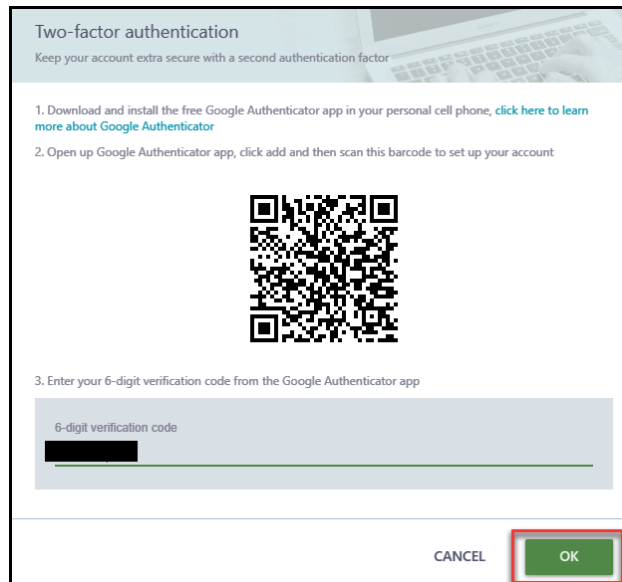 Two-factor authentication
Keep your account extra secure with a second authentication factor
1. Download and install the free Google Authenticator app in your personal cell phone, click here to learn
more about Google Authenticator
2. Open up Google Authenticator app, click add and then scan this barcode to set up your account
3. Enter your 6-digit verification code from the Google Authenticator app
6-digit verification code
CANCEL
OK